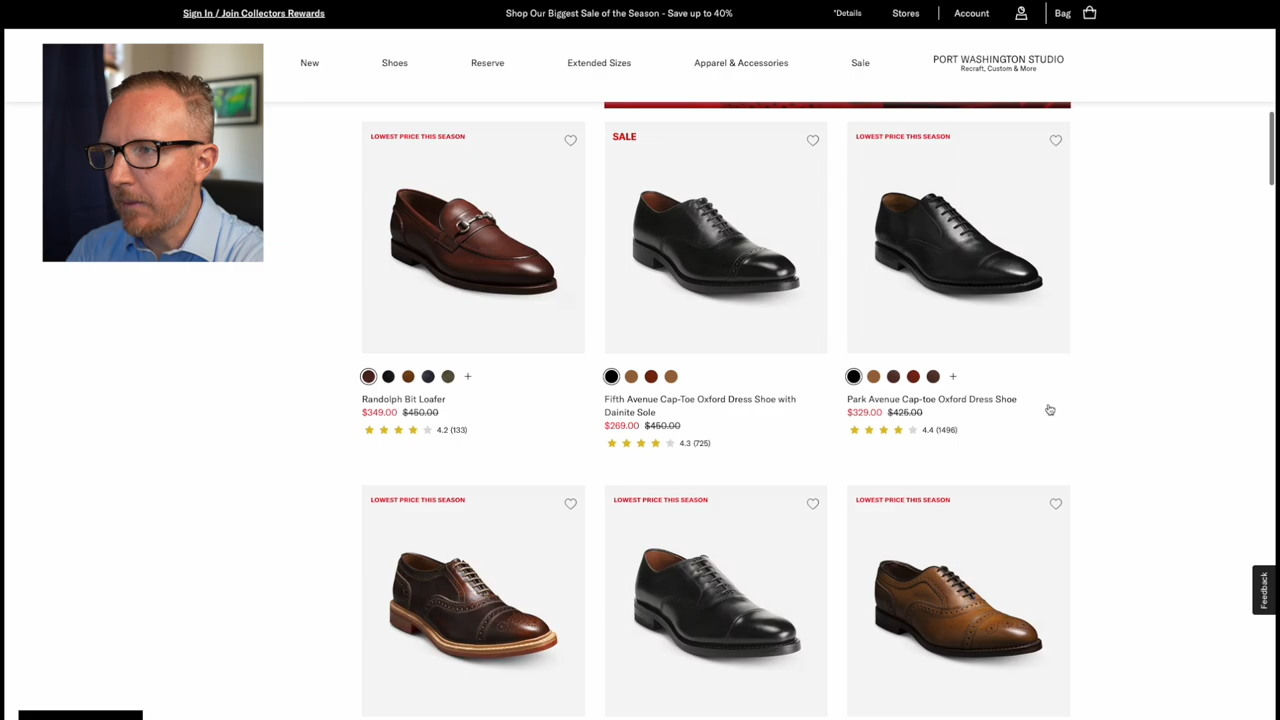 Sign In / Join Collectors Rewards
Shop Our Biggest Sale of the Season - Save up to 40%
*Details
Stores
Account
Bag
New
Shoes
Reserve
Extended Sizes
Apparel & Accessories
Sale
PORT WASHINGTON STUDIO
Recraft, Custom & More
LOWEST PRICE THIS SEASON
SALE
LOWEST PRICE THIS SEASON
Randolph Bit Loafer
$349.00 $450.00
4.2 (133)
Fifth Avenue Cap-Toe Oxford Dress Shoe with
Dainite Sole
$269.00 $450.00
4.3 (725)
Park Avenue Cap-toe Oxford Dress Shoe
$329.00 $425.00
4.4 (1496)
LOWEST PRICE THIS SEASON
LOWEST PRICE THIS SEASON
LOWEST PRICE THIS SEASON
Feedback